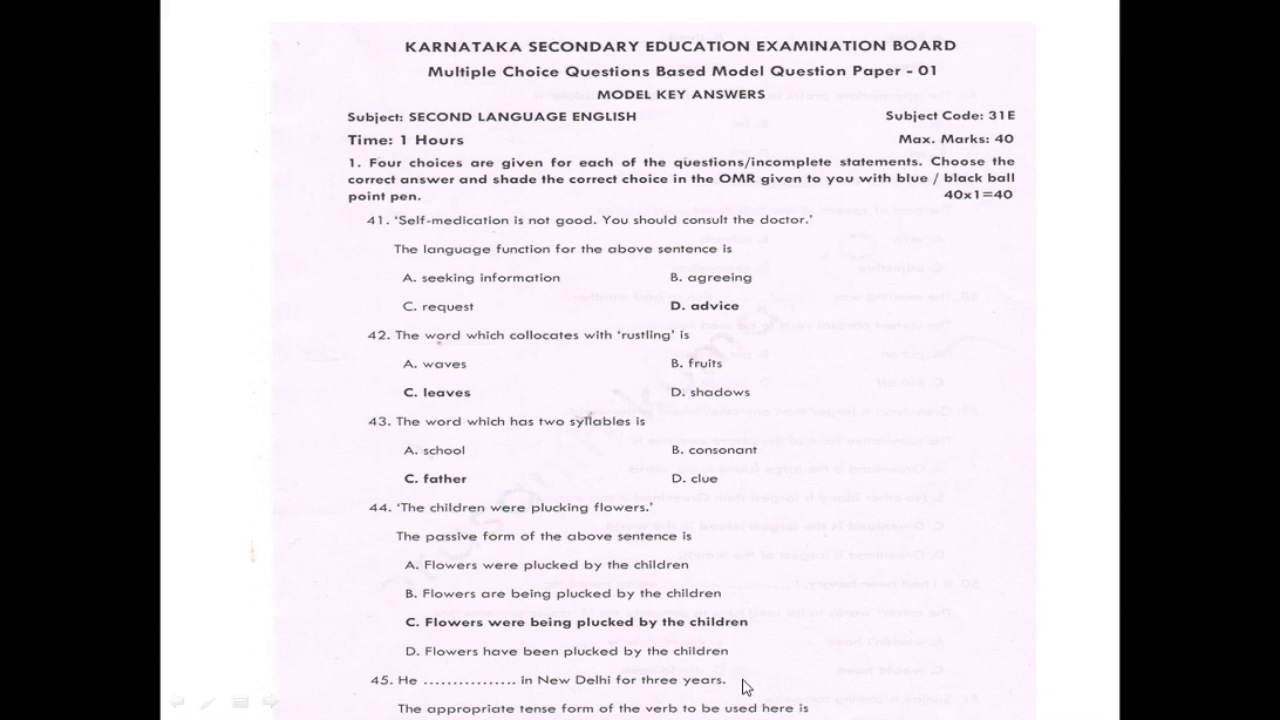 KARNATAKA SECONDARY EDUCATION EXAMINATION BOARD
Multiple Choice Questions Based Model Question Paper - 01
MODEL KEY ANSWERS
Subject: SECOND LANGUAGE ENGLISH Subject Code: 31E
Time: 1 Hours Max. Marks: 40
1. Four choices are given for each of the questions/incomplete statements. Choose the
correct answer and shade the correct choice in the OMR given to you with blue / black ball
point pen. 40x1=40
41. ‘Self-medication is not good. You should consult the doctor.’
The language function for the above sentence is
A. seeking information B. agreeing
C. request D. advice
42. The word which collocates with ‘rustling’ is
A. waves B. fruits
C. leaves D. shadows
43. The word which has two syllables is
A. school B. consonant
C. father D. clue
44. ‘The children were plucking flowers.’
The passive form of the above sentence is
A. Flowers were plucked by the children
B. Flowers are being plucked by the children
C. Flowers were being plucked by the children
D. Flowers have been plucked by the children
45. He ................ in New Delhi for three years.
The appropriate tense form of the verb to be used here is